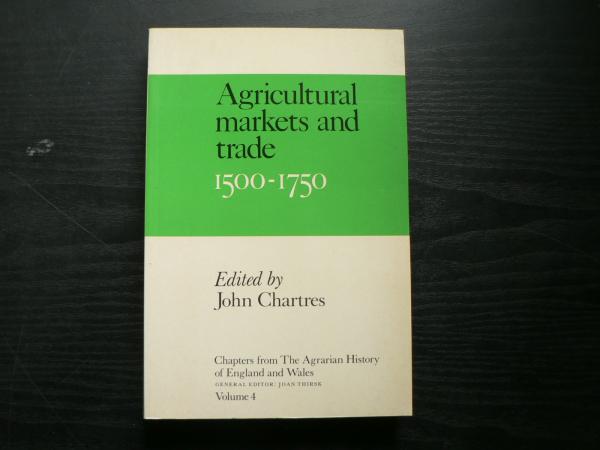 Agricultural
markets and
trade
1500-1750
Edited by
John Chartres
Chapters from The Agrarian History
of England and Wales
GENERAL EDITOR: JOAN THIRSK
Volume 4